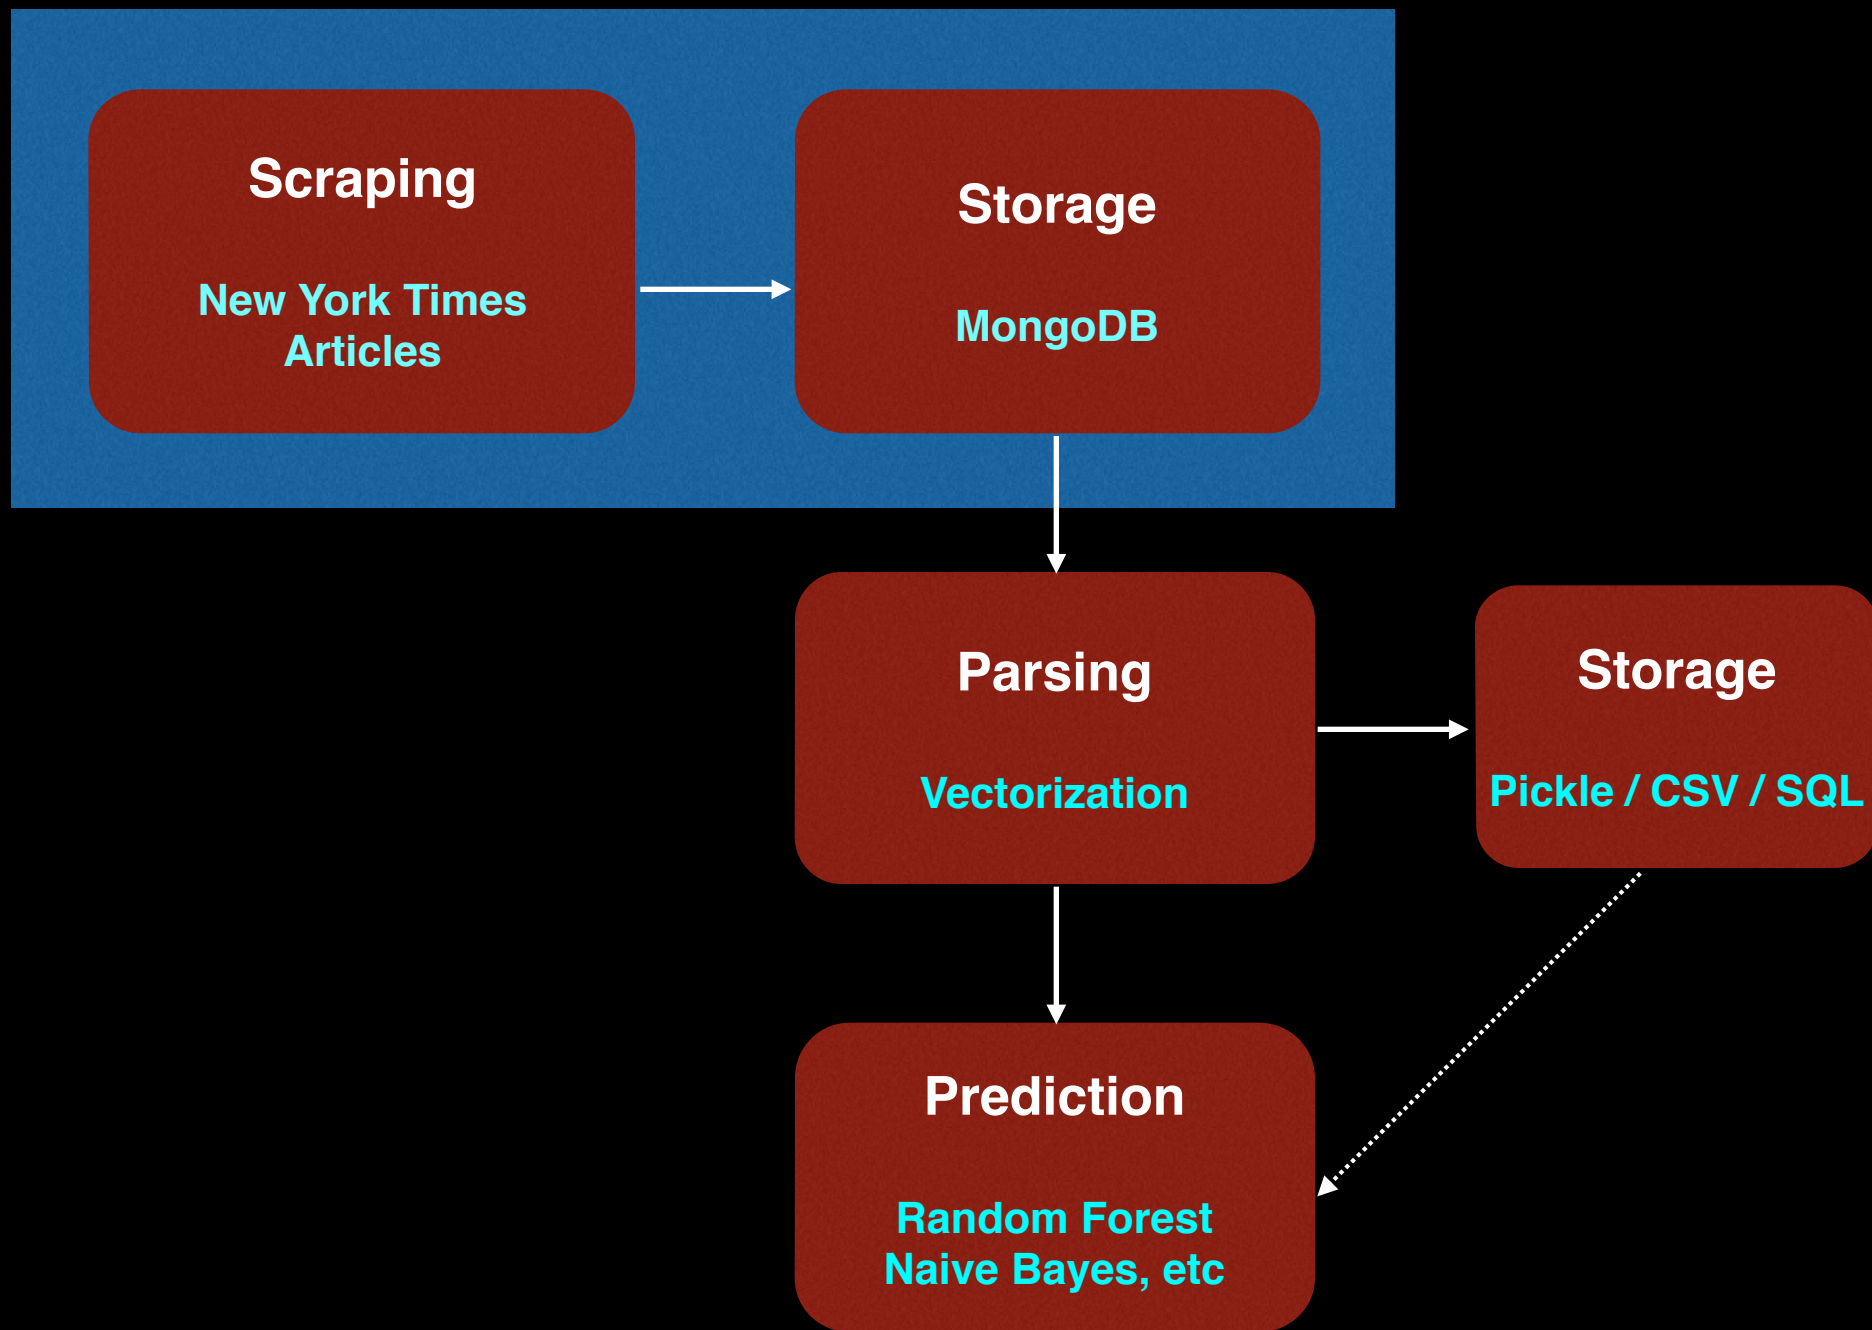 Scraping
New York Times
Articles
Storage
MongoDB
Parsing
Vectorization
Storage
Pickle / CSV / SQL
Prediction
Random Forest
Naive Bayes, etc